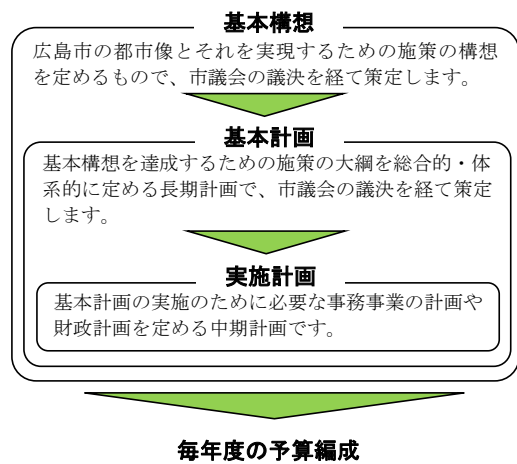 基本構想
広島市の都市像とそれを実現するための施策の構想
を定めるもので、市議会の議決を経て策定します。
基本計画
基本構想を達成するための施策の大綱を総合的・体
系的に定める長期計画で、市議会の議決を経て策定
します。
実施計画
基本計画の実施のために必要な事務事業の計画や
財政計画を定める中期計画です。
毎年度の予算編成